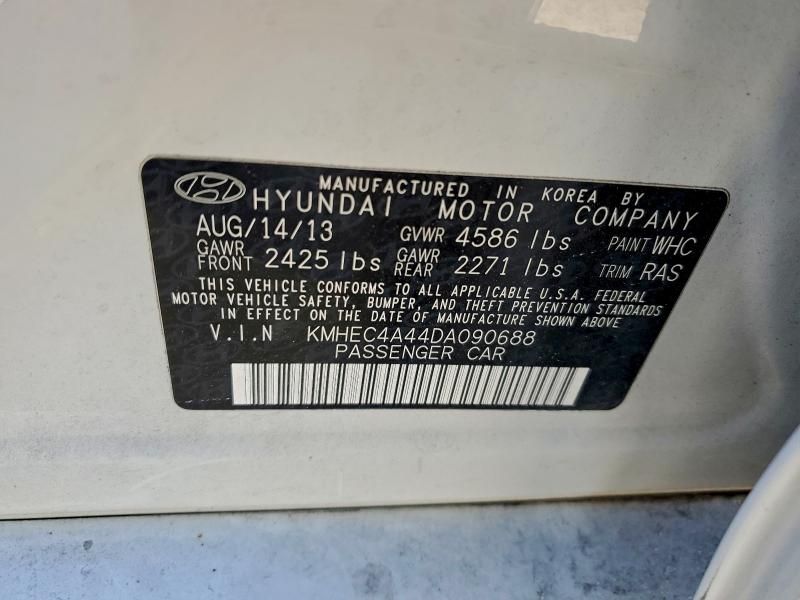 MANUFACTURED IN KOREA BY
HYUNDAI MOTOR COMPANY
AUG/14/13 GVWR 4586 lbs PAINT WHC
GAWR FRONT 2425 lbs GAWR REAR 2271 lbs TRIM RAS
THIS VEHICLE CONFORMS TO ALL APPLICABLE U.S.A. FEDERAL
MOTOR VEHICLE SAFETY, BUMPER, AND THEFT PREVENTION STANDARDS
IN EFFECT ON THE DATE OF MANUFACTURE SHOWN ABOVE
V.I.N KMHEC4A44DA090688
PASSENGER CAR